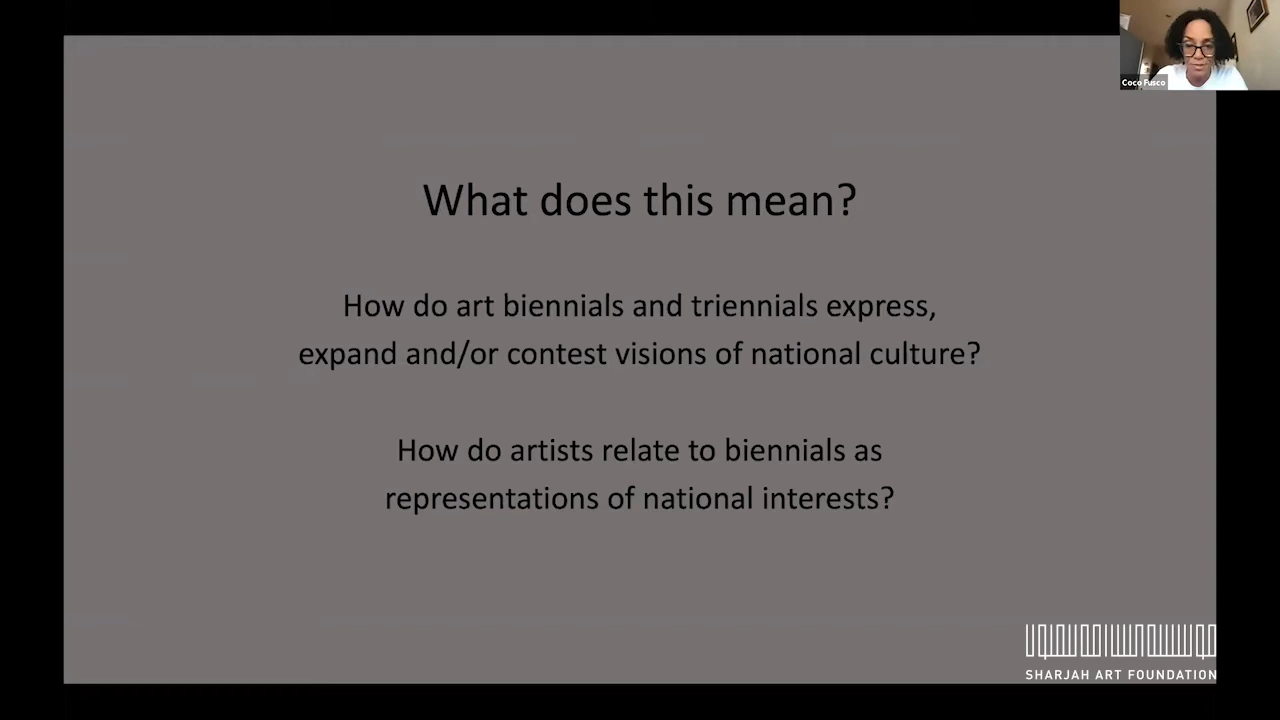 Coco Fusco
What does this mean?
How do art biennials and triennials express,
expand and/or contest visions of national culture?
How do artists relate to biennials as
representations of national interests?
SHARJAH ART FOUNDATION